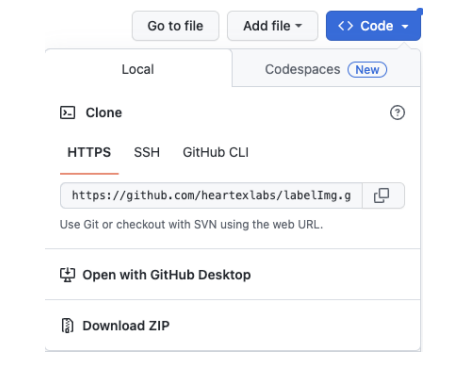 Go to file Add file <> Code
Local Codespaces New
Clone
HTTPS SSH GitHub CLI
https://github.com/heartexlabs/labelImg.g
Use Git or checkout with SVN using the web URL.
Open with GitHub Desktop
Download ZIP